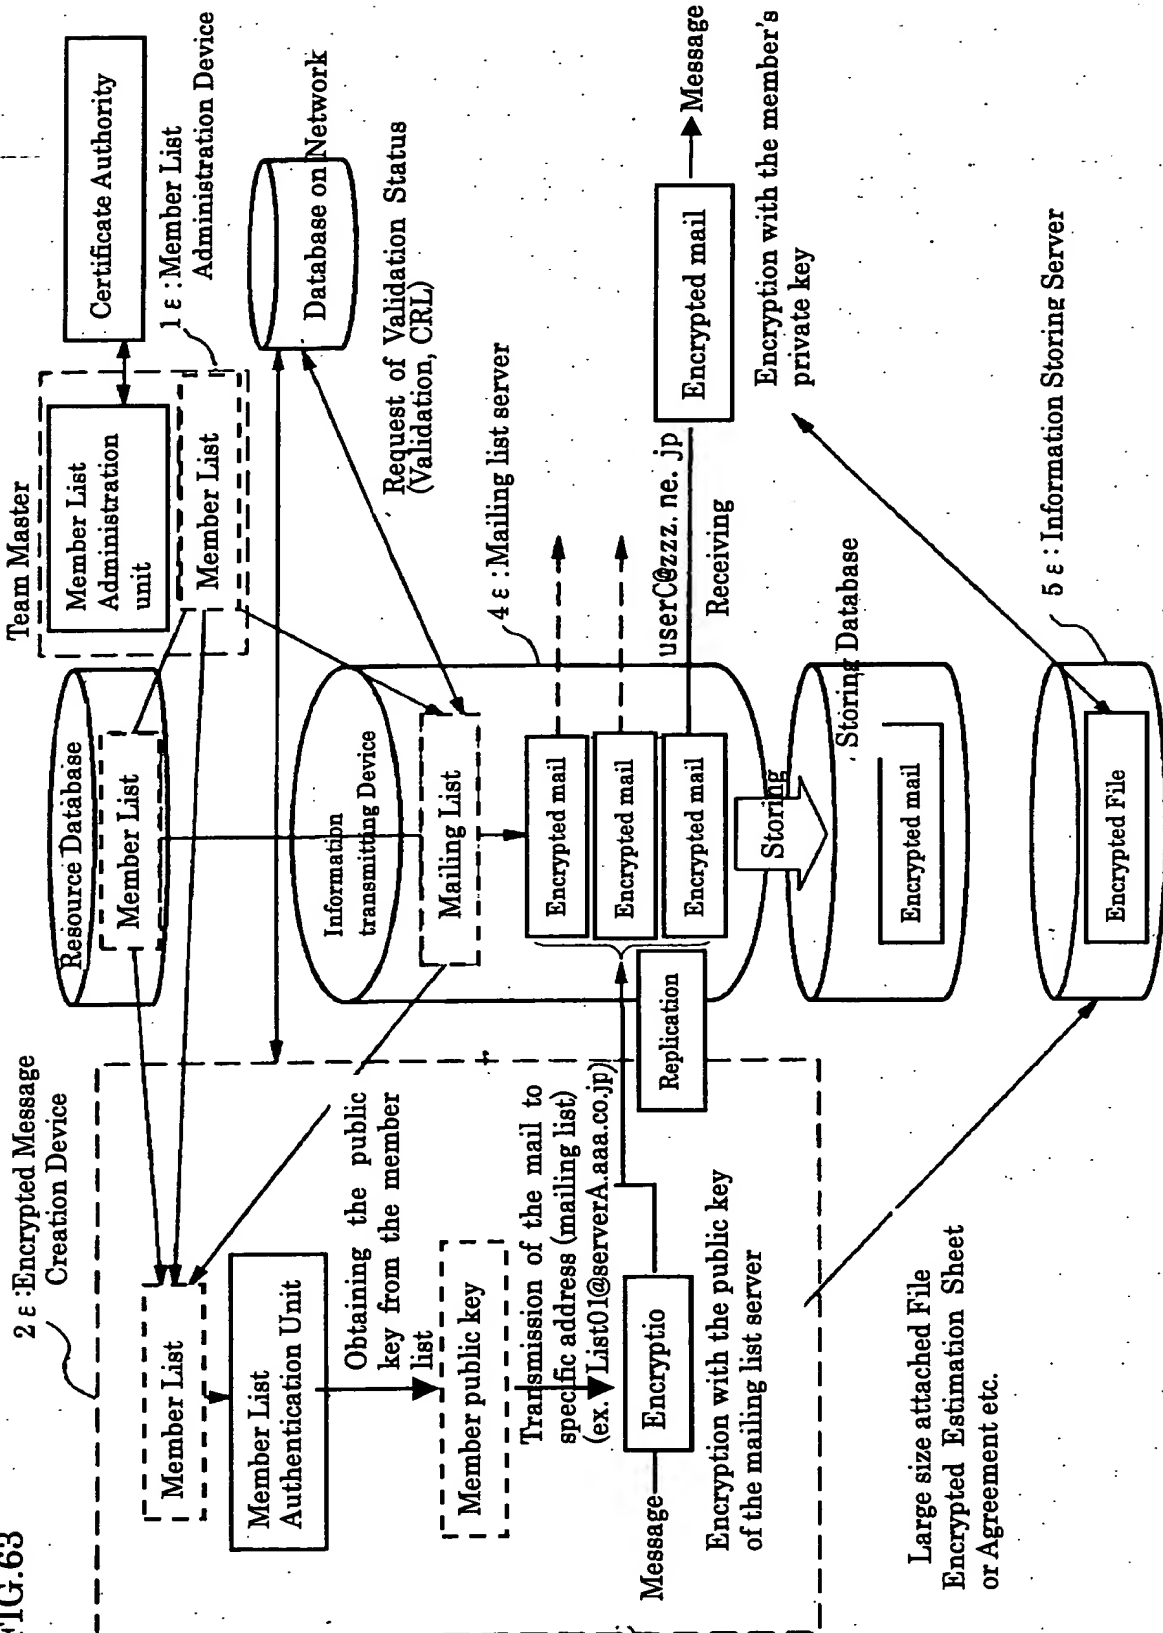 FIG.63
2 ε :Encrypted Message
Creation Device
Member List
Member List
Authentication Unit
Obtaining the public
key from the member
list
Member public key
Transmission of the mail to
specific address (mailing list)
(ex. List01@serverA.aaa.co.jp)
Message
Encryptio
Encryption with the public key
of the mailing list server
Large size attached File
Encrypted Estimation Sheet
or Agreement etc.
Resource Database
Member List
Information
transmitting Device
Mailing List
Encrypted mail
Encrypted mail
Encrypted mail
Replication
Storing
Storing Database
Encrypted mail
Encrypted File
Team Master
Member List
Administration
unit
Member List
Certificate Authority
1 ε :Member List
Administration Device
Database on Network
Request of Validation Status
(Validation, CRL)
4 ε :Mailing list server
userC@zzz. ne. jp
Receiving
Encrypted mail
Message
Encryption with the member's
private key
5 ε : Information Storing Server